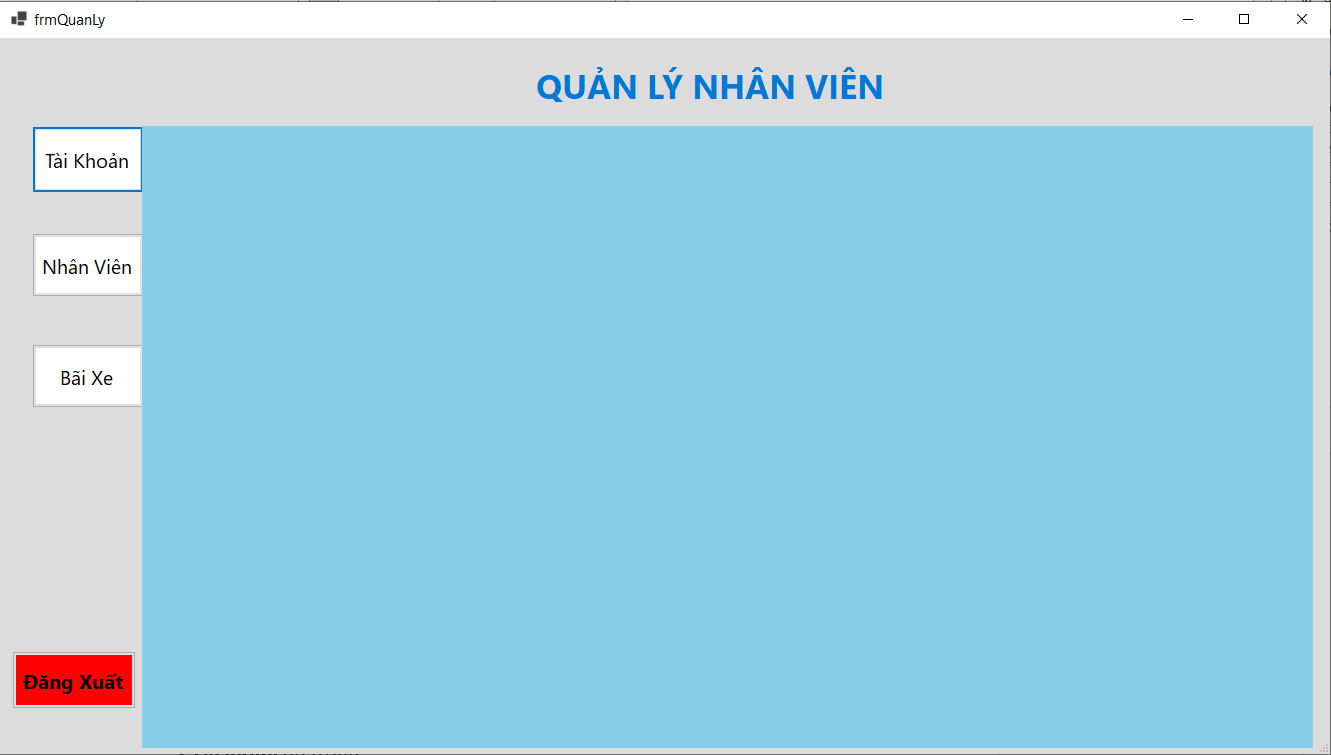 frmQuanLy
QUẢN LÝ NHÂN VIÊN
Tài Khoản
Nhân Viên
Bãi Xe
Đăng Xuất